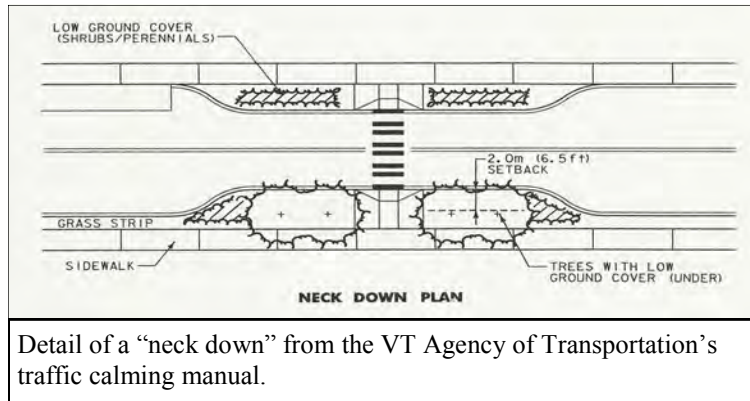 LOW GROUND COVER
(SHRUBS/PERENNIALS)
2.0m (6.5ft)
SETBACK
GRASS STRIP
SIDEWALK
TREES WITH LOW
GROUND COVER (UNDER)
NECK DOWN PLAN
Detail of a “neck down” from the VT Agency of Transportation’s
traffic calming manual.